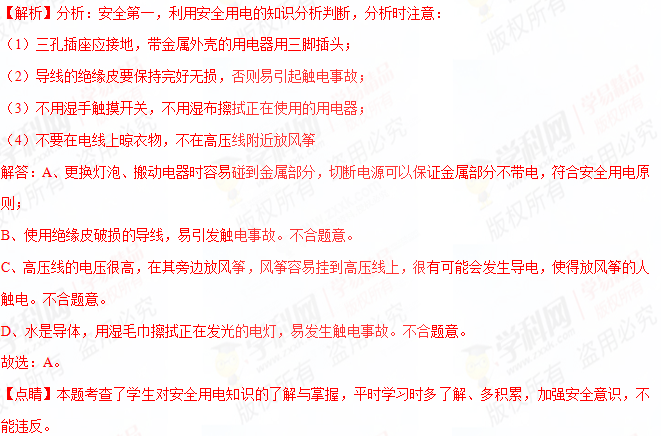 【解析】分析：安全第一，利用安全用电的知识分析判断，分析时注意：
（1）三孔插座应接地，带金属外壳的用电器用三脚插头；
（2）导线的绝缘皮要保持完好无损，否则易引起触电事故；
（3）不用湿手触摸开关，不用湿布擦拭正在使用的用电器；
（4）不要在电线上晾衣物，不在高压线附近放风筝
解答：A、更换灯泡、搬动电器时容易碰到金属部分，切断电源可以保证金属部分不带电，符合安全用电原
则；
B、使用绝缘皮破损的导线，易引发触电事故。不合题意。
C、高压线的电压很高，在其旁边放风筝，风筝容易挂到高压线上，很有可能会发生导电，使得放风筝的人
触电。不合题意。
D、水是导体，用湿毛巾擦拭正在发光的电灯，易发生触电事故。不合题意。
故选：A。
【点睛】本题考查了学生对安全用电知识的了解与掌握，平时学习时多了解、多积累，加强安全意识，不
能违反。